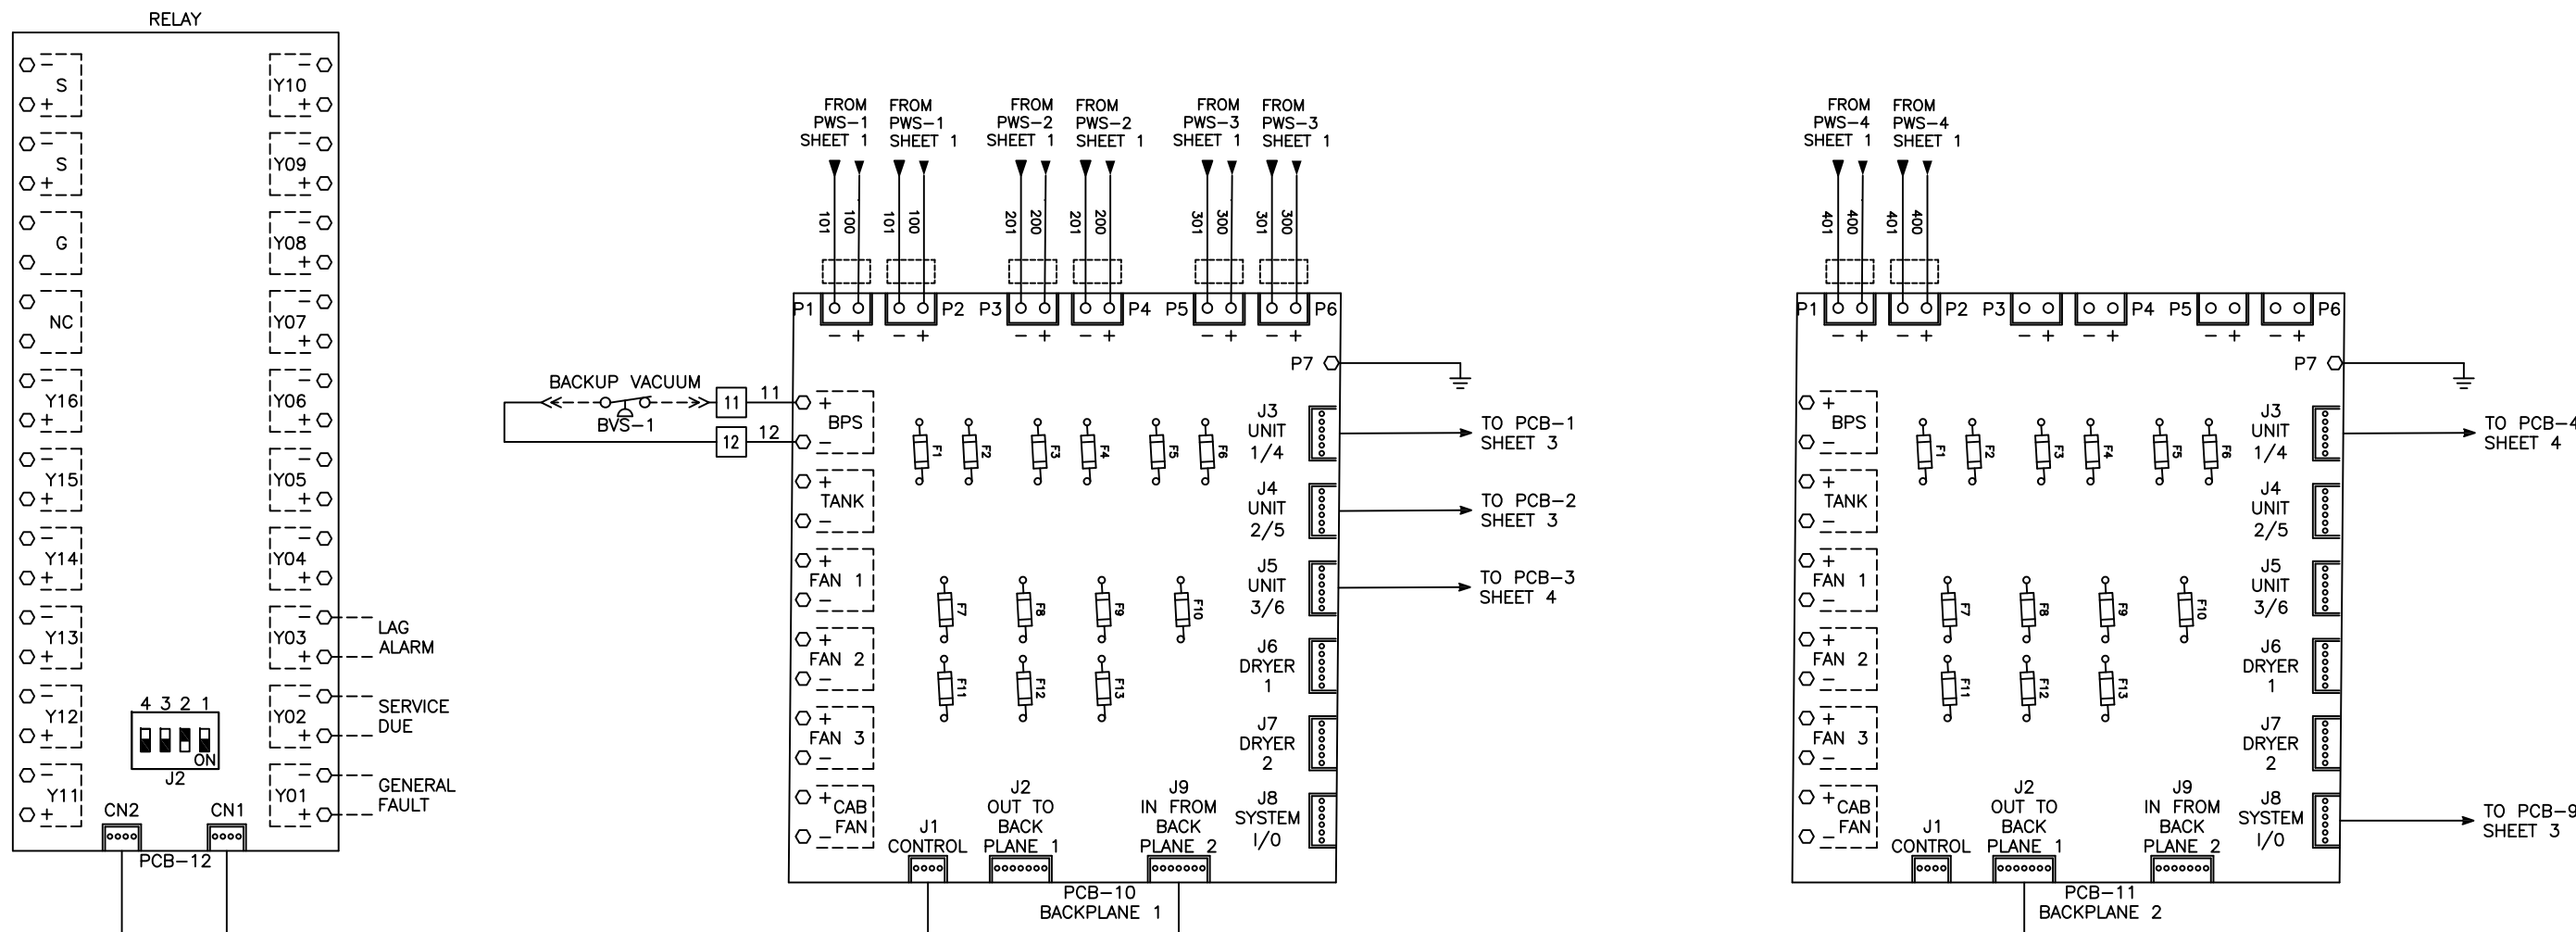 RELAY
S
S
G
NC
Y16
Y15
Y14
Y13
Y12
Y11
Y10
Y09
Y08
Y07
Y06
Y05
Y04
Y03
Y02
Y01
LAG
ALARM
SERVICE
DUE
GENERAL
FAULT
4 3 2 1
ON
J2
CN2
CN1
PCB-12
FROM
PWS-1
SHEET 1
FROM
PWS-1
SHEET 1
FROM
PWS-2
SHEET 1
FROM
PWS-2
SHEET 1
FROM
PWS-3
SHEET 1
FROM
PWS-3
SHEET 1
101
100
101
100
201
200
201
200
301
300
301
300
P1
P2
P3
P4
P5
P6
P7
BACKUP VACUUM
BVS-1
11
11
12
12
BPS
TANK
FAN 1
FAN 2
FAN 3
CAB
FAN
F1
F2
F3
F4
F5
F6
F7
F8
F9
F10
F11
F12
F13
J3
UNIT
1/4
J4
UNIT
2/5
J5
UNIT
3/6
J6
DRYER
1
J7
DRYER
2
J8
SYSTEM
I/O
TO PCB-1
SHEET 3
TO PCB-2
SHEET 3
TO PCB-3
SHEET 4
J1
CONTROL
J2
OUT TO
BACK
PLANE 1
J9
IN FROM
BACK
PLANE 2
PCB-10
BACKPLANE 1
FROM
PWS-4
SHEET 1
FROM
PWS-4
SHEET 1
401
400
401
400
P1
P2
P3
P4
P5
P6
P7
BPS
TANK
FAN 1
FAN 2
FAN 3
CAB
FAN
F1
F2
F3
F4
F5
F6
F7
F8
F9
F10
F11
F12
F13
J3
UNIT
1/4
J4
UNIT
2/5
J5
UNIT
3/6
J6
DRYER
1
J7
DRYER
2
J8
SYSTEM
I/O
TO PCB-4
SHEET 4
TO PCB-9
SHEET 3
J1
CONTROL
J2
OUT TO
BACK
PLANE 1
J9
IN FROM
BACK
PLANE 2
PCB-11
BACKPLANE 2